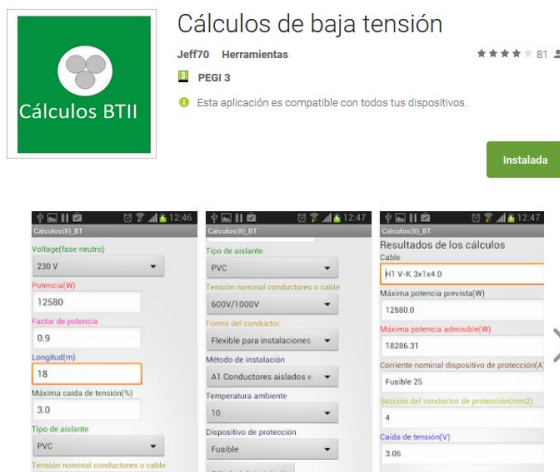 Cálculos de baja tensión
Jeff70 Herramientas
81
3 PEGI 3
Esta aplicación es compatible con todos tus dispositivos.
Cálculos BTII
Instalada
12:46
Cálculos(II)_BT
Voltage(fase neutro)
230 V
Potencia(W)
12580
Factor de potencia
0.9
Longitud(m)
18
Máxima caída de tensión(%)
3.0
Tipo de aislante
PVC
Tensión nominal conductores o cable
12:47
Cálculos(II)_BT
Tipo de aislante
PVC
Tensión nominal conductores o cable
600V/1000V
Forma del conductor
Flexible para instalaciones
Método de instalación
A1 Conductores aislados e
Temperatura ambiente
10
Dispositivo de protección
Fusible
12:47
Cálculos(II)_BT
Resultados de los cálculos
Cable
H1 V-K 3x1x4.0
Máxima potencia prevista(W)
12580.0
Máxima potencia admisible(W)
18286.31
Corriente nominal dispositivo de protección(A
Fusible 25
Sección del conductor de protección(mm2)
4
Caída de tensión(V)
3.06